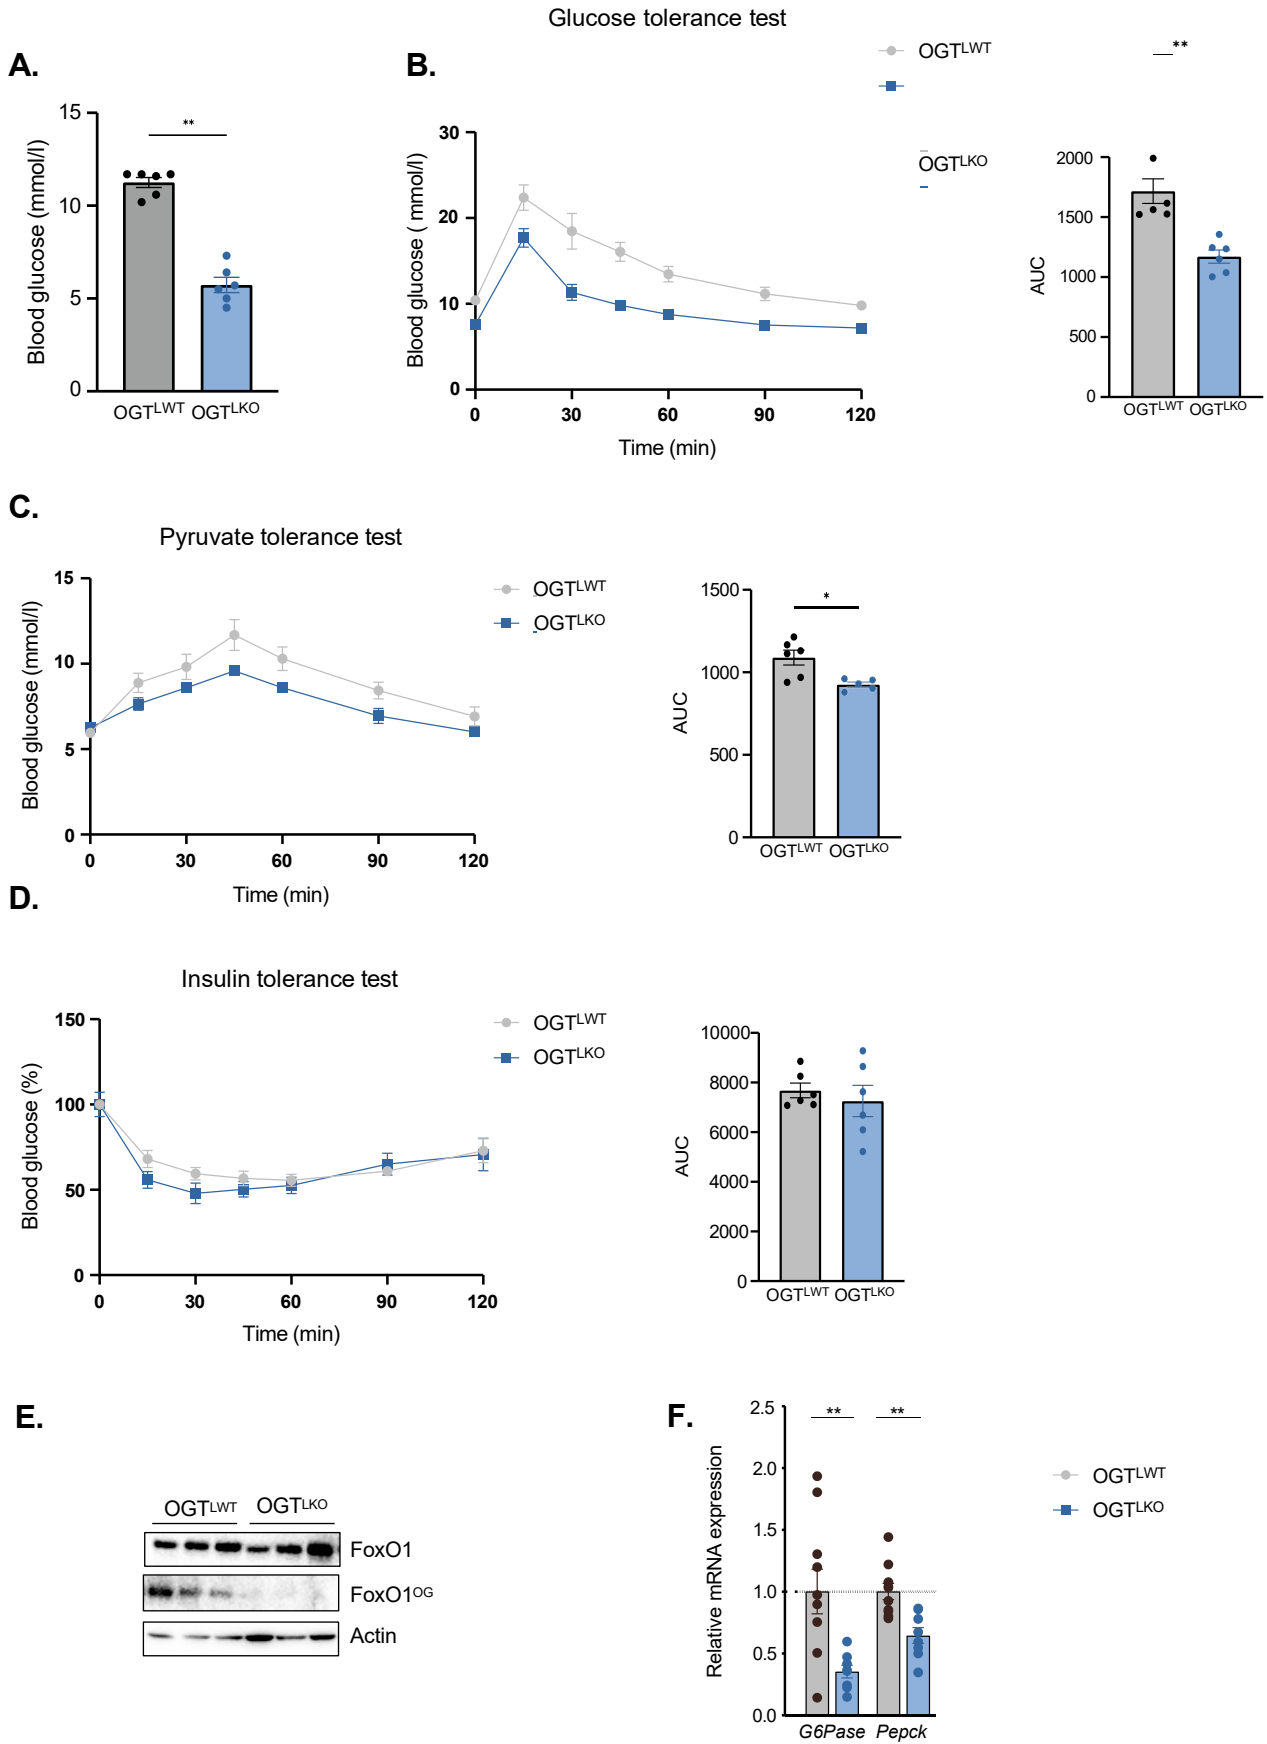 Glucose tolerance test
A.
B.
OGTLWT
OGTLKO
**
15
10
5
0
Blood glucose (mmol/l)
**
OGTLWT OGTLKO
30
20
10
0
Blood glucose ( mmol/l)
0 30 60 90 120
Time (min)
2000
1500
1000
500
0
AUC
OGTLWT OGTLKO
C.
Pyruvate tolerance test
15
10
5
0
Blood glucose (mmol/l)
0 30 60 90 120
Time (min)
OGTLWT
OGTLKO
1500
1000
500
0
AUC
*
OGTLWT OGTLKO
D.
Insulin tolerance test
150
100
50
0
Blood glucose (%)
0 30 60 90 120
Time (min)
OGTLWT
OGTLKO
10000
8000
6000
4000
2000
0
AUC
OGTLWT OGTLKO
E.
OGTLWT OGTLKO
FoxO1
FoxO1OG
Actin
F.
2.5
2.0
1.5
1.0
0.5
0.0
Relative mRNA expression
** **
G6Pase Pepck
OGTLWT
OGTLKO